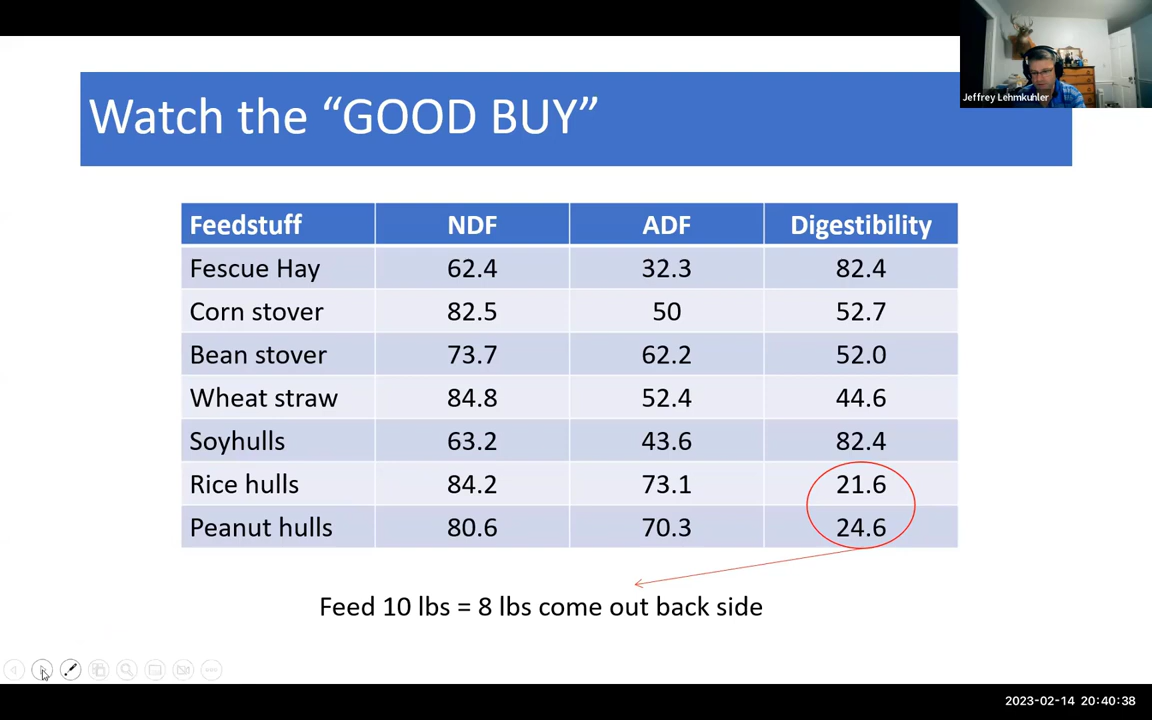 Jeffrey Lehmkuhler
Watch the “GOOD BUY”
Feedstuff NDF ADF Digestibility
Fescue Hay 62.4 32.3 82.4
Corn stover 82.5 50 52.7
Bean stover 73.7 62.2 52.0
Wheat straw 84.8 52.4 44.6
Soyhulls 63.2 43.6 82.4
Rice hulls 84.2 73.1 21.6
Peanut hulls 80.6 70.3 24.6
Feed 10 lbs = 8 lbs come out back side
2023-02-14 20:40:38